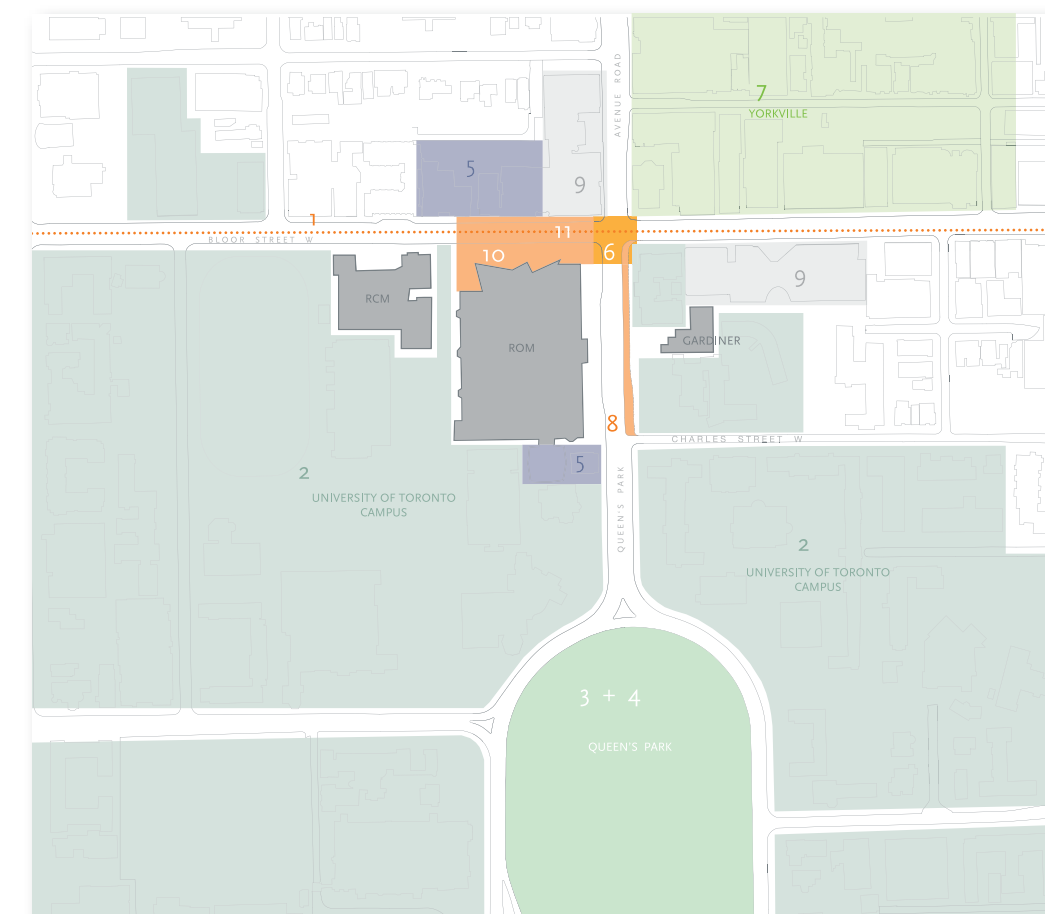 AVENUE ROAD
7
YORKVILLE
5
9
1
BLOOR STREET W
11
10
6
9
RCM
ROM
GARDINER
8
CHARLES STREET W
5
2
UNIVERSITY OF TORONTO
CAMPUS
QUEEN'S PARK
2
UNIVERSITY OF TORONTO
CAMPUS
3 + 4
QUEEN'S PARK